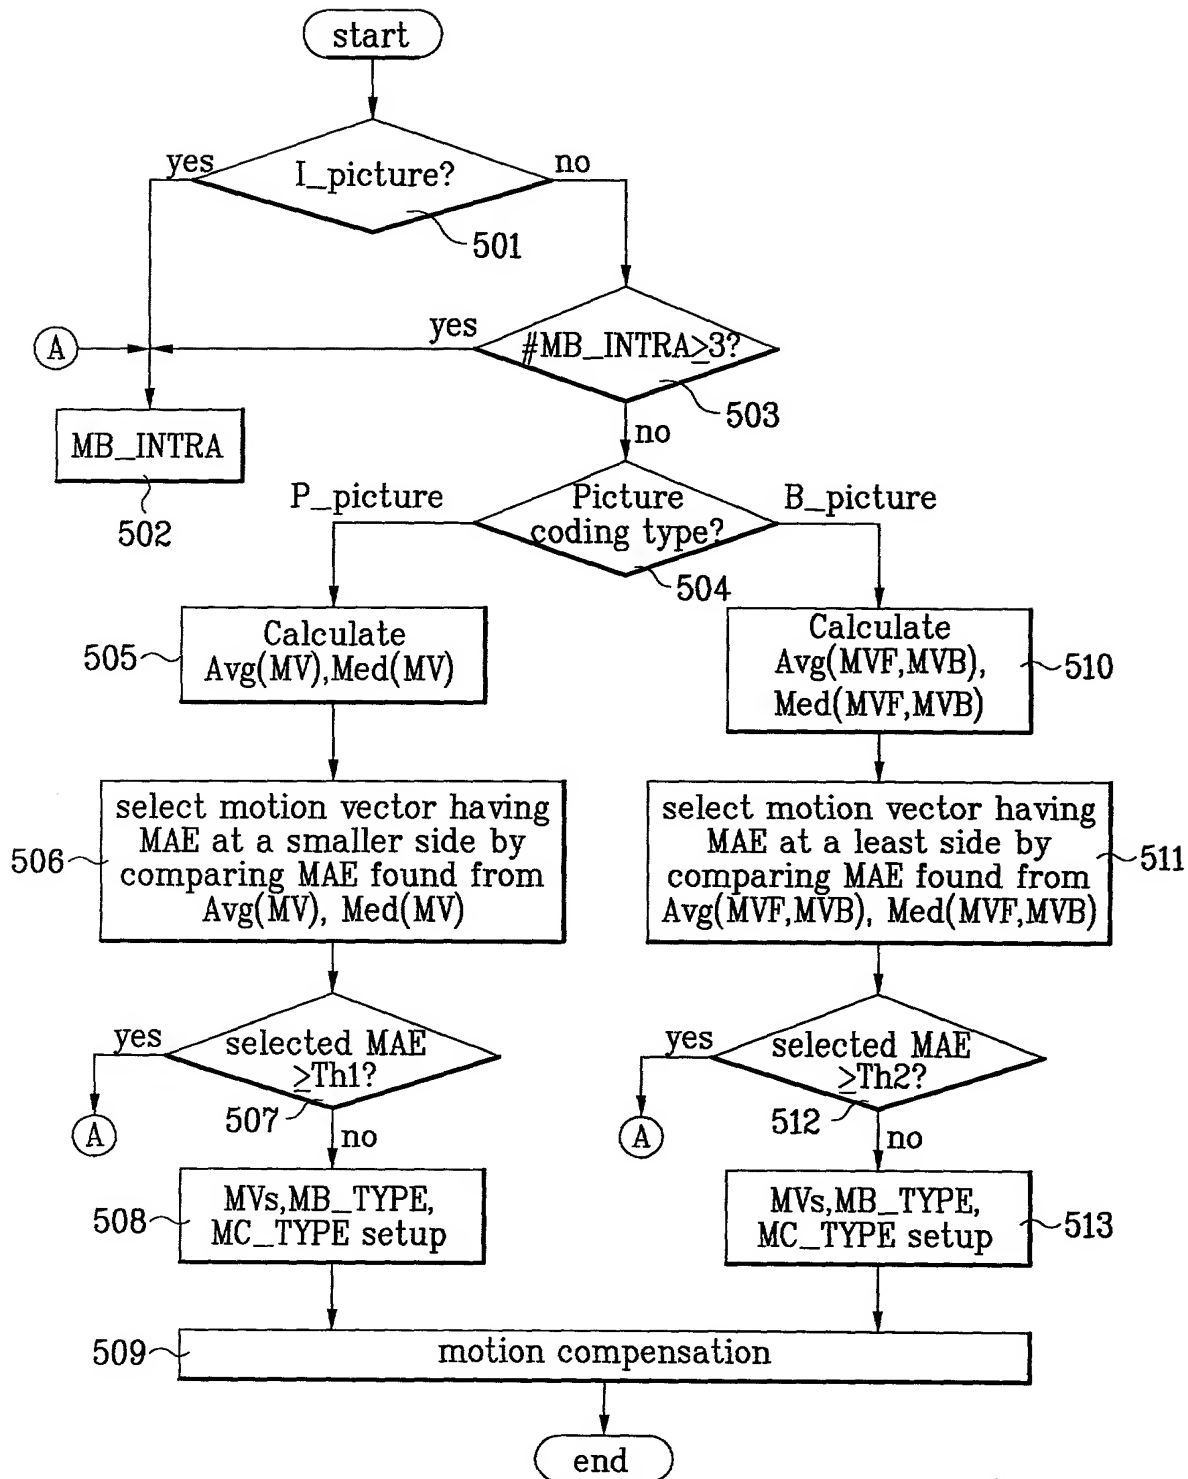 start
I_picture?
yes
no
501
A
yes
#MB_INTRA≥3?
503
MB_INTRA
502
no
P_picture
Picture
coding type?
B_picture
504
505
Calculate
Avg(MV),Med(MV)
Calculate
Avg(MVF,MVB),
Med(MVF,MVB)
510
506
select motion vector having
MAE at a smaller side by
comparing MAE found from
Avg(MV), Med(MV)
select motion vector having
MAE at a least side by
comparing MAE found from
Avg(MVF,MVB), Med(MVF,MVB)
511
yes
selected MAE
≥Th1?
507
A
no
yes
selected MAE
≥Th2?
512
A
no
508
MVs,MB_TYPE,
MC_TYPE setup
MVs,MB_TYPE,
MC_TYPE setup
513
509
motion compensation
end